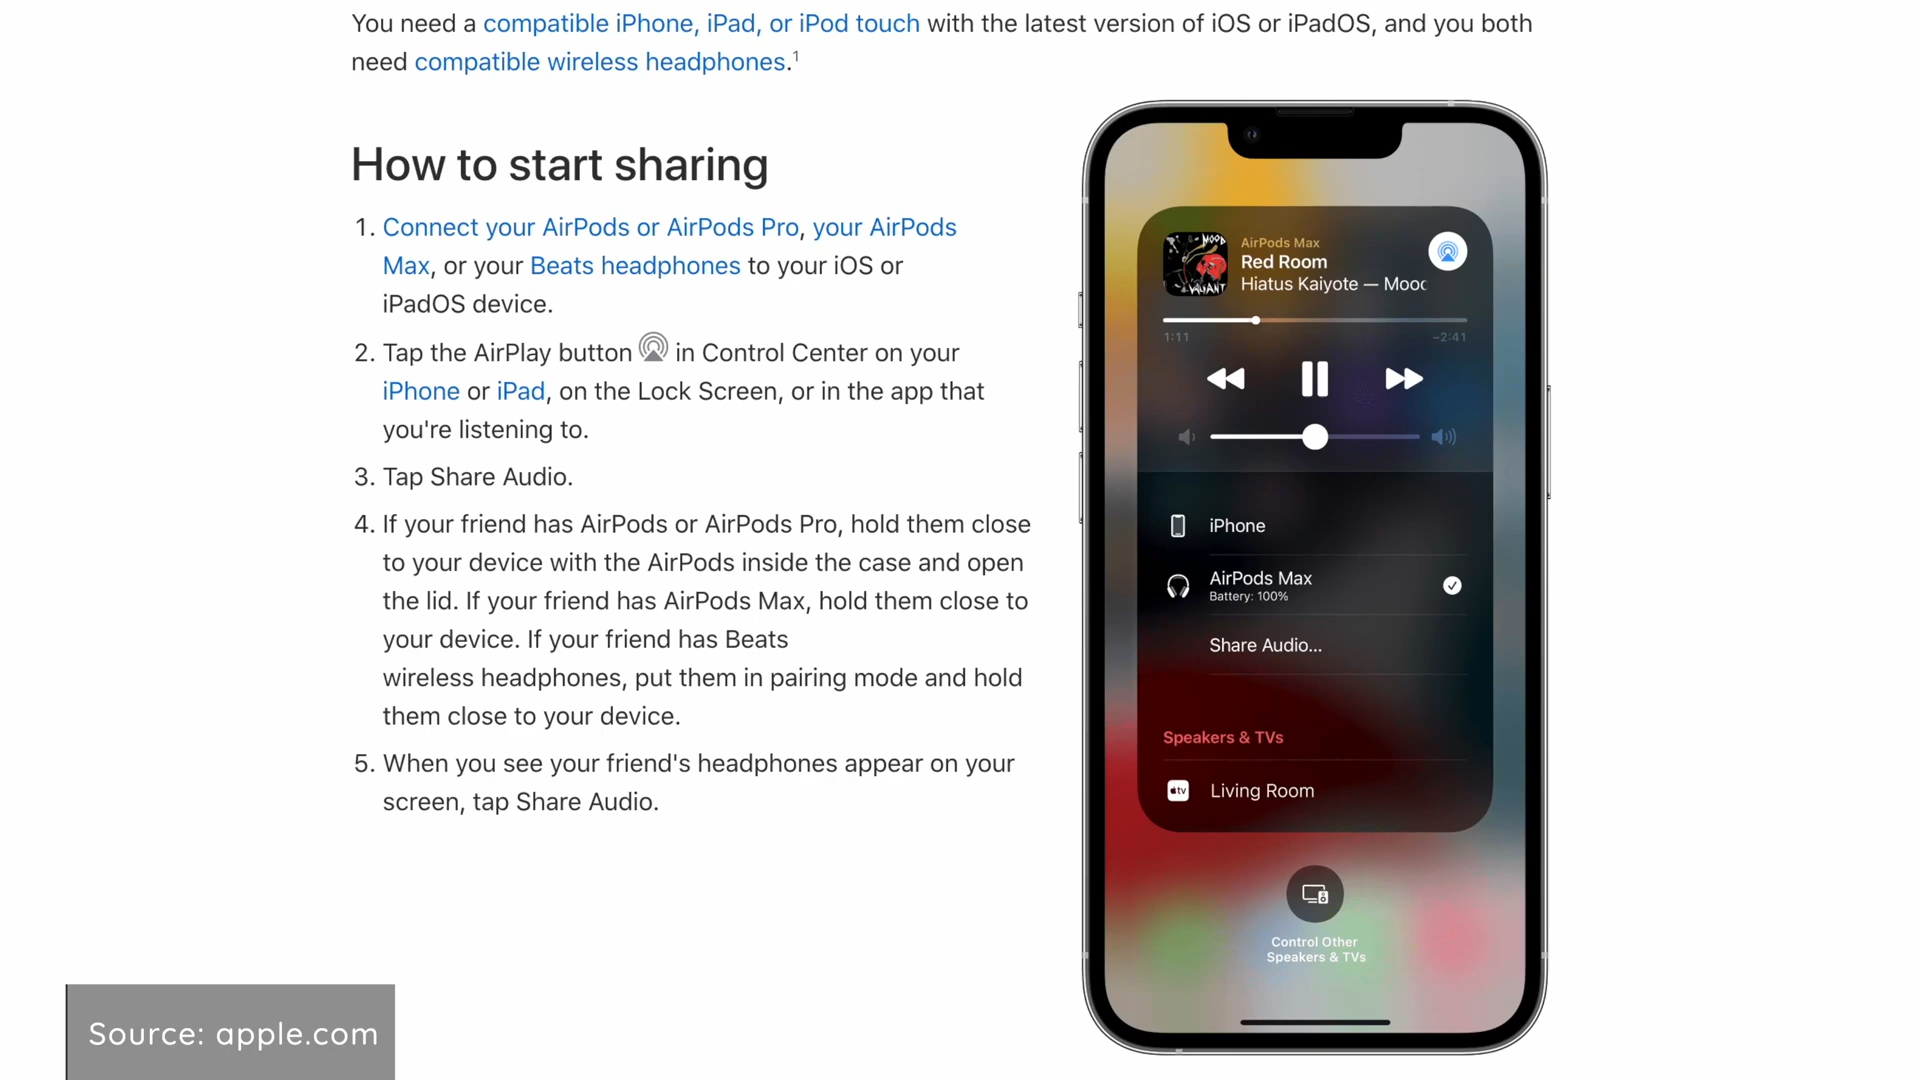 You need a compatible iPhone, iPad, or iPod touch with the latest version of iOS or iPadOS, and you both
need compatible wireless headphones.1
How to start sharing
1. Connect your AirPods or AirPods Pro, your AirPods
Max, or your Beats headphones to your iOS or
iPadOS device.
2. Tap the AirPlay button in Control Center on your
iPhone or iPad, on the Lock Screen, or in the app that
you're listening to.
3. Tap Share Audio.
4. If your friend has AirPods or AirPods Pro, hold them close
to your device with the AirPods inside the case and open
the lid. If your friend has AirPods Max, hold them close to
your device. If your friend has Beats
wireless headphones, put them in pairing mode and hold
them close to your device.
5. When you see your friend's headphones appear on your
screen, tap Share Audio.
MOOD
VALIANT
AirPods Max
Red Room
Hiatus Kaiyote — Mooc
1:11
−2:41
iPhone
AirPods Max
Battery: 100%
Share Audio...
Speakers & TVs
tv
Living Room
Control Other
Speakers & TVs
Source: apple.com